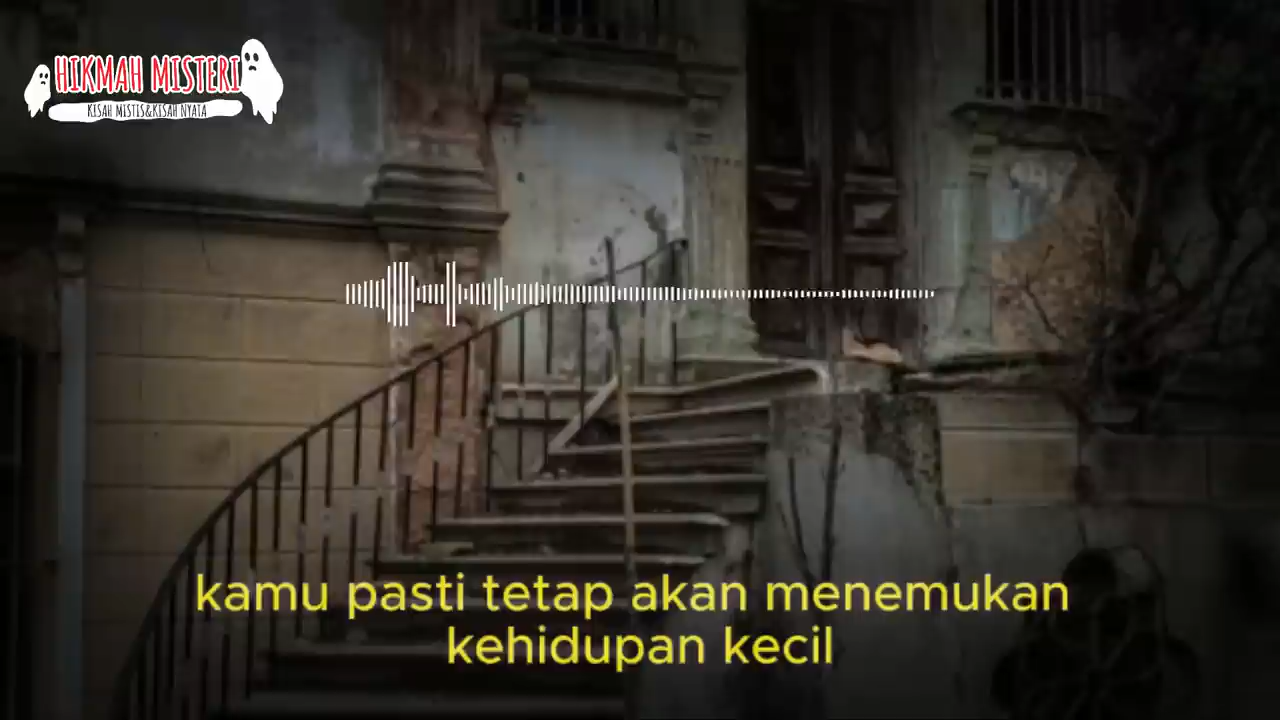 HIKMAH MISTERI
KISAH MISTIS&KISAH NYATA
kamu pasti tetap akan menemukan
kehidupan kecil